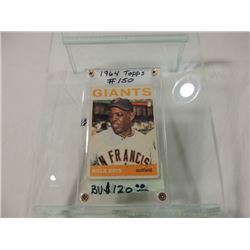 1964 Topps
#150
GIANTS
N FRANCIS
WILLIE MAYS outfield
BV $120.00